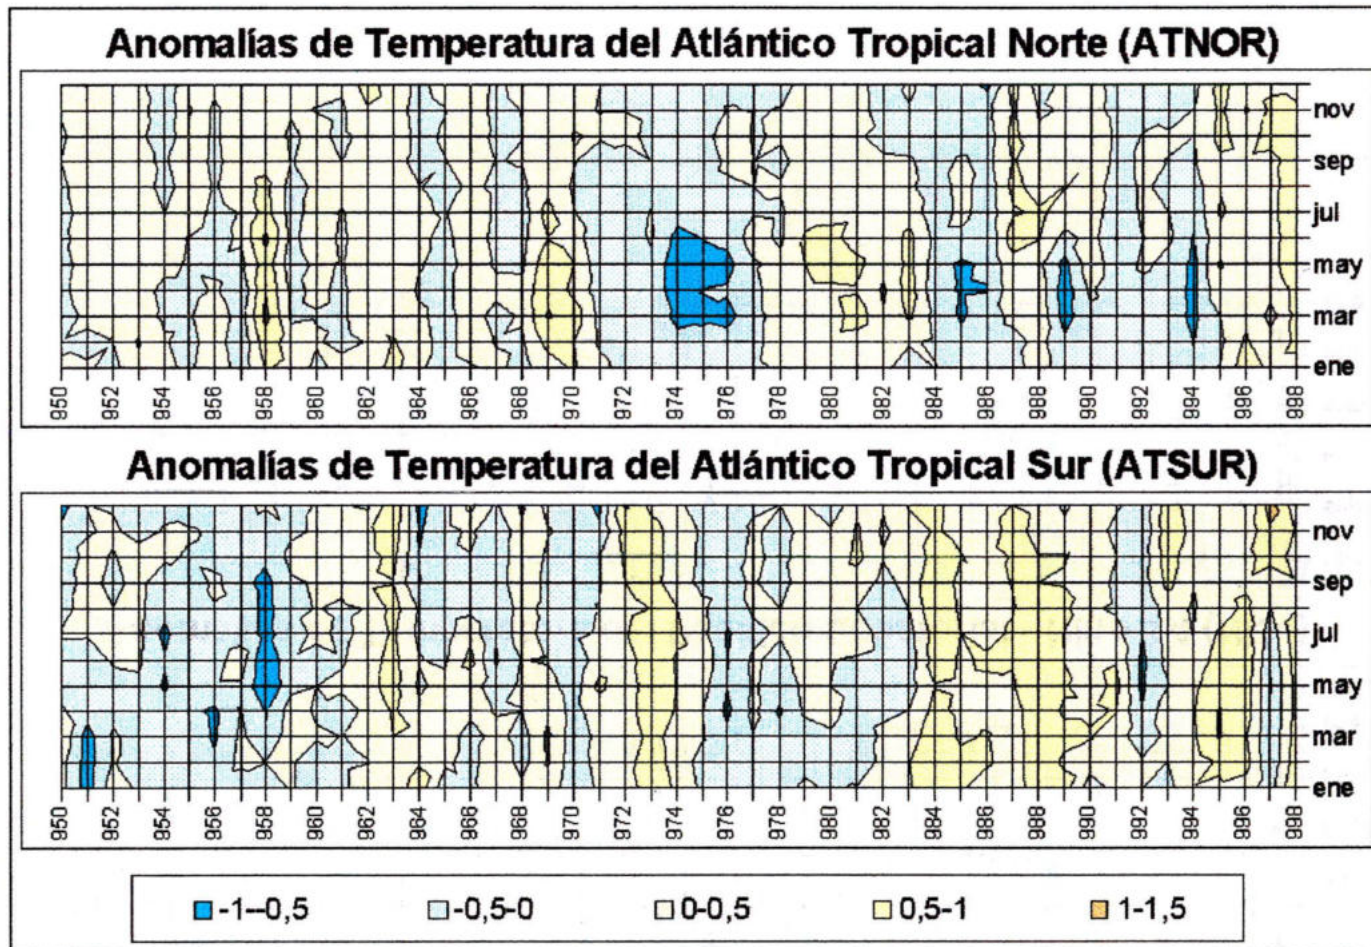 Anomalías de Temperatura del Atlántico Tropical Norte (ATNOR)
nov
sep
jul
may
mar
ene
950 952 954 956 958 960 962 964 966 968 970 972 974 976 978 980 982 984 986 988 990 992 994 996 998
Anomalías de Temperatura del Atlántico Tropical Sur (ATSUR)
nov
sep
jul
may
mar
ene
950 952 954 956 958 960 962 964 966 968 970 972 974 976 978 980 982 984 986 988 990 992 994 996 998
-1--0,5 -0,5-0 0-0,5 0,5-1 1-1,5